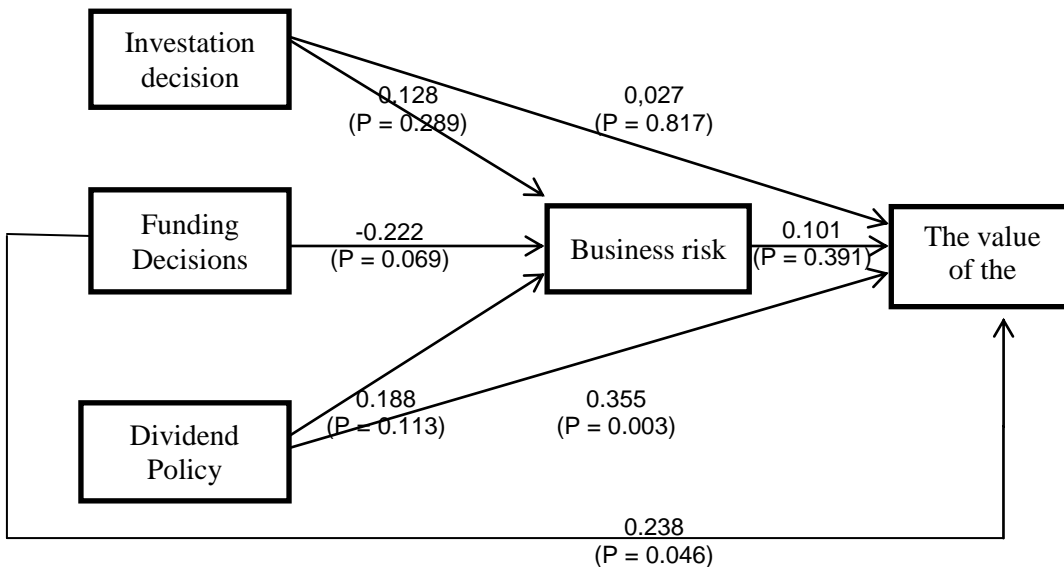 Investation
decision
0.128
(P = 0.289)
0,027
(P = 0.817)
Funding
Decisions
-0.222
(P = 0.069)
Business risk
0.101
(P = 0.391)
The value
of the
Dividend
Policy
0.188
(P = 0.113)
0.355
(P = 0.003)
0.238
(P = 0.046)